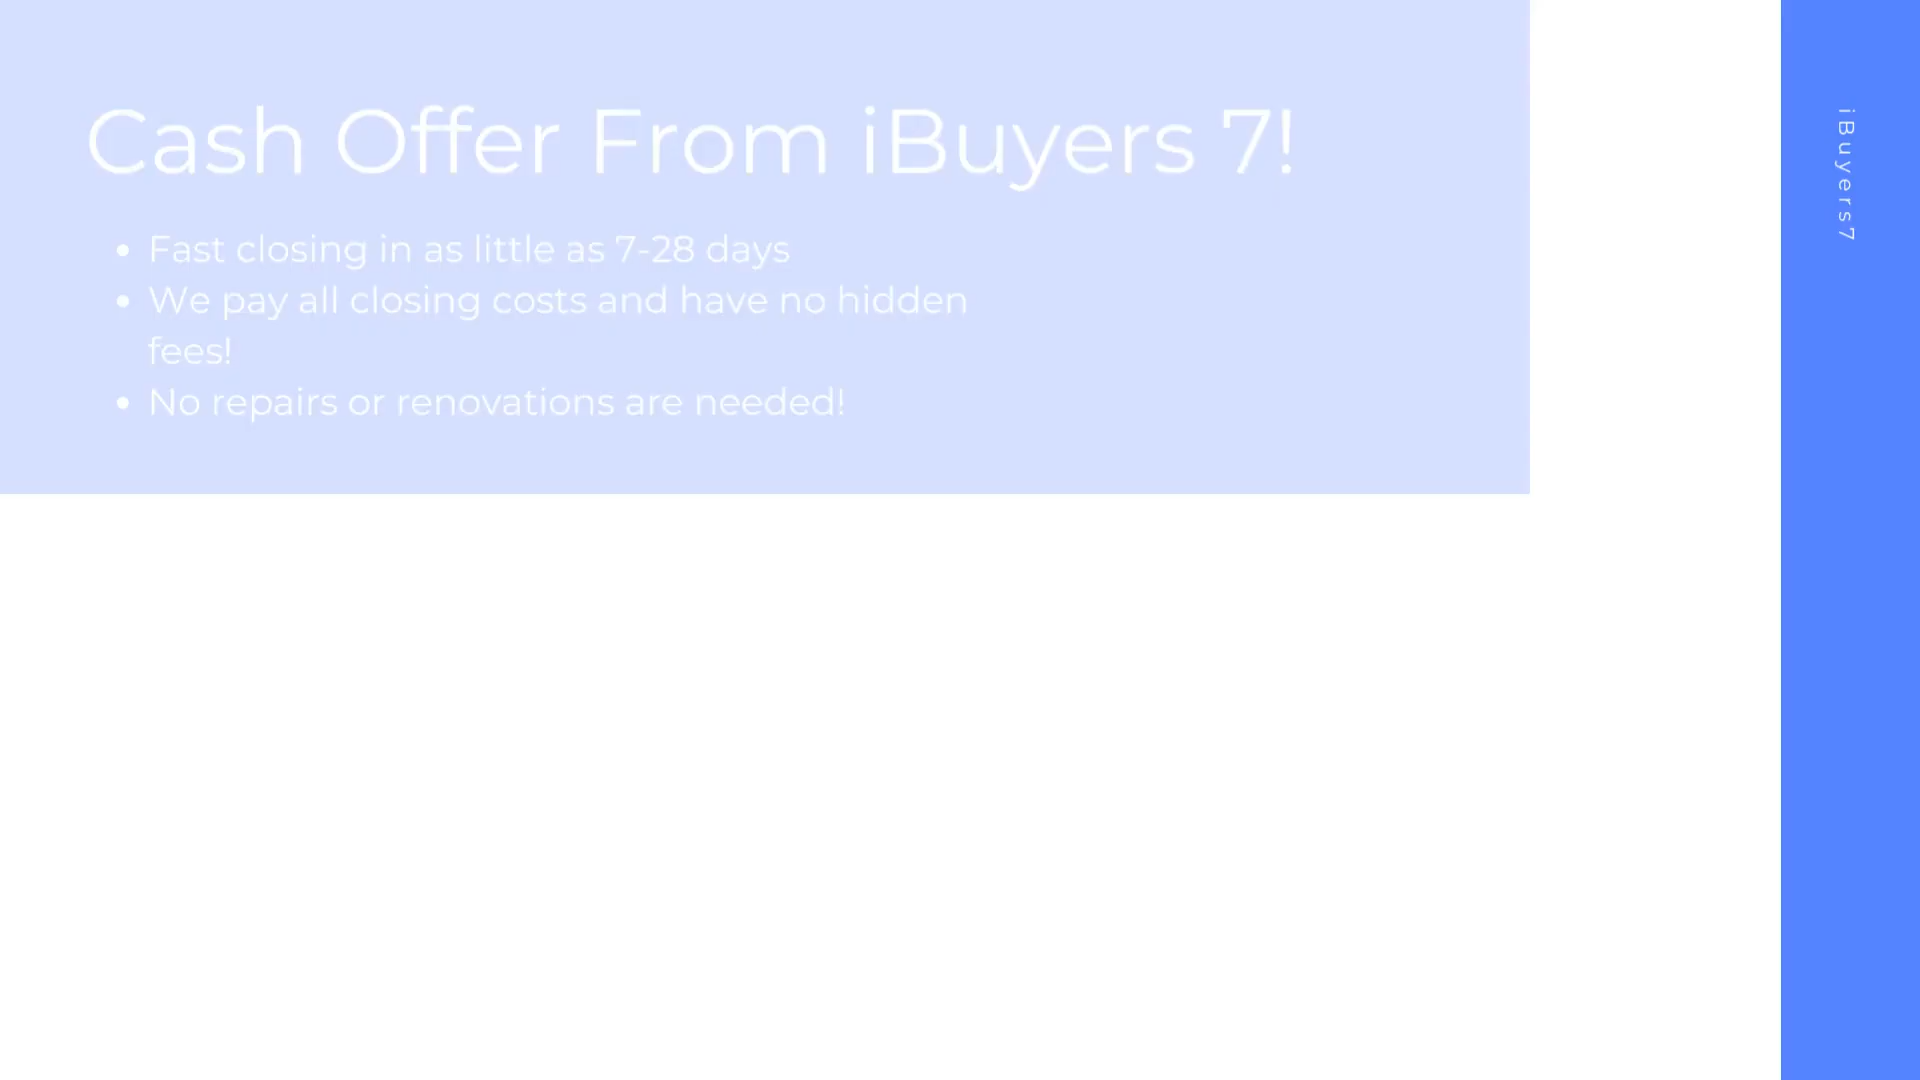 Cash Offer From iBuyers 7!
• Fast closing in as little as 7-28 days
• We pay all closing costs and have no hidden
fees!
• No repairs or renovations are needed!
iBuyers7